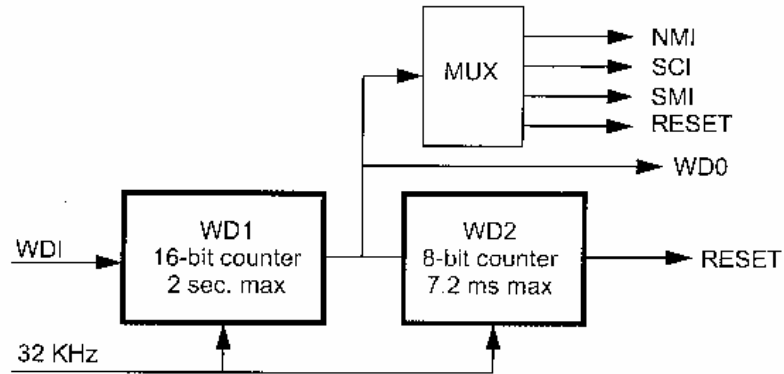 NMI
MUX
SCI
SMI
RESET
WD0
WD1
16-bit counter
2 sec. max
WD2
8-bit counter
7.2 ms max
WDI
RESET
32 KHz